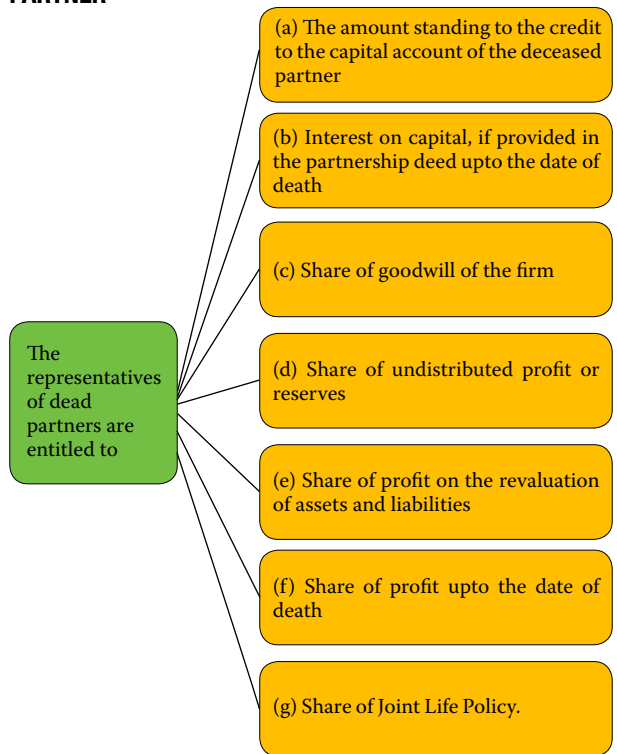 PARTNER
(a) The amount standing to the credit
to the capital account of the deceased
partner
(b) Interest on capital, if provided in
the partnership deed upto the date of
death
(c) Share of goodwill of the firm
The
representatives
of dead
partners are
entitled to
(d) Share of undistributed profit or
reserves
(e) Share of profit on the revaluation
of assets and liabilities
(f) Share of profit upto the date of
death
(g) Share of Joint Life Policy.